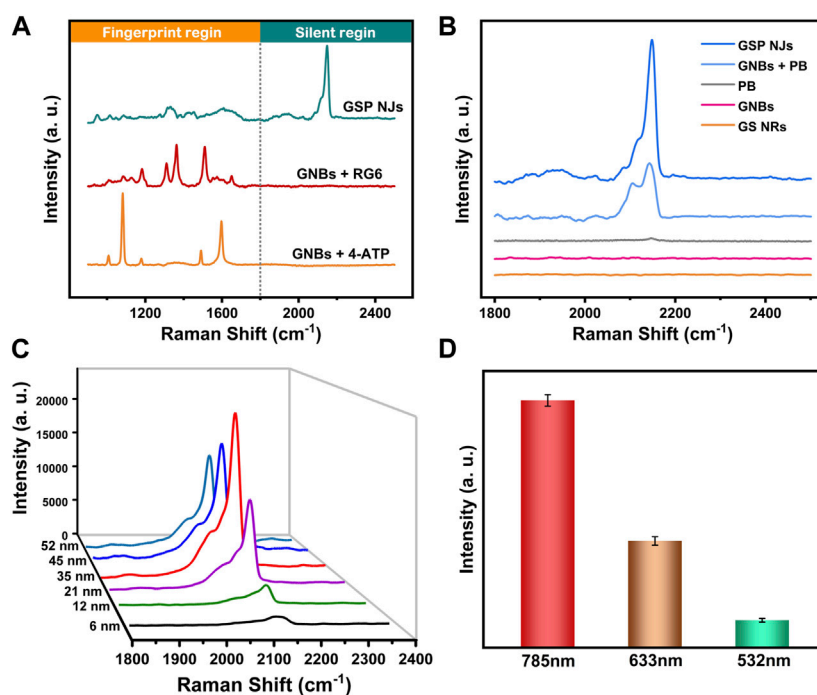 A
Fingerprint regin
Silent regin
GSP NJs
GNBs + RG6
GNBs + 4-ATP
Intensity (a. u.)
1200
1600
2000
2400
Raman Shift (cm-1)
B
GSP NJs
GNBs + PB
PB
GNBs
GS NRs
Intensity (a. u.)
1800
2000
2200
2400
Raman Shift (cm-1)
C
Intensity (a. u.)
20000
15000
10000
5000
0
52 nm
45 nm
35 nm
21 nm
12 nm
6 nm
1800
1900
2000
2100
2200
2300
2400
Raman Shift (cm-1)
D
Intensity (a. u.)
785nm
633nm
532nm